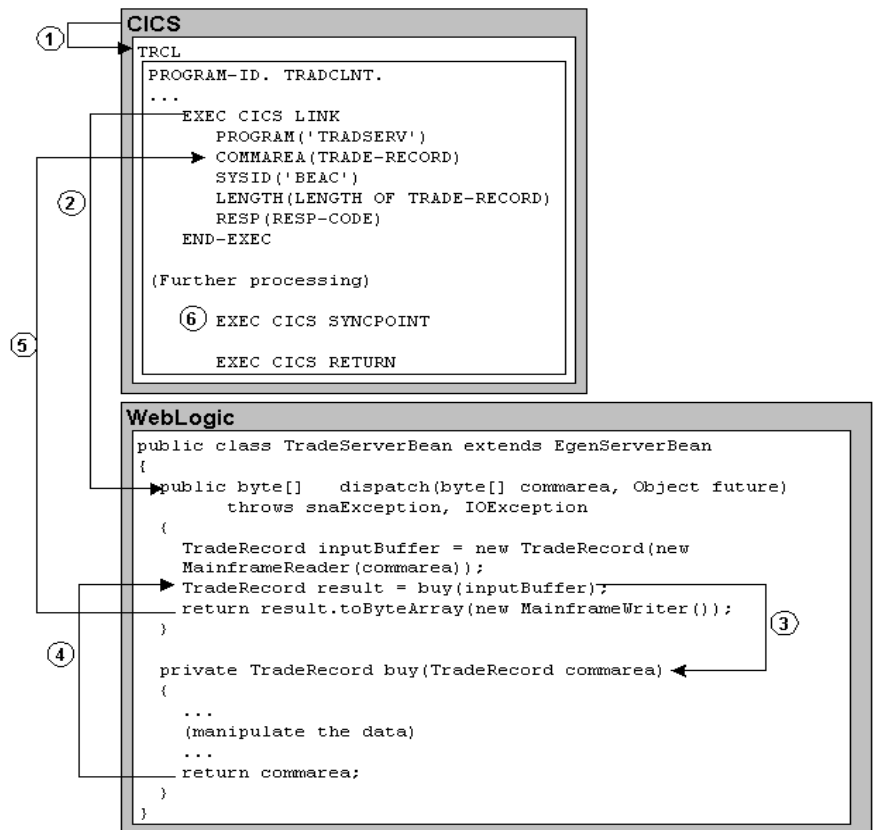 CICS
1
TRCL
PROGRAM-ID. TRADCLNT.
...
EXEC CICS LINK
PROGRAM('TRADSERV')
COMMAREA(TRADE-RECORD)
SYSID('BEAC')
2
LENGTH(LENGTH OF TRADE-RECORD)
RESP(RESP-CODE)
END-EXEC
(Further processing)
6 EXEC CICS SYNCPOINT
5
EXEC CICS RETURN
WebLogic
public class TradeServerBean extends EgenServerBean
{
public byte[]   dispatch(byte[] commarea, Object future)
throws snaException, IOException
{
TradeRecord inputBuffer = new TradeRecord(new
MainframeReader(commarea));
TradeRecord result = buy(inputBuffer);
return result.toByteArray(new MainframeWriter());
3
}
4
private TradeRecord buy(TradeRecord commarea)
{
...
(manipulate the data)
...
return commarea;
}
}